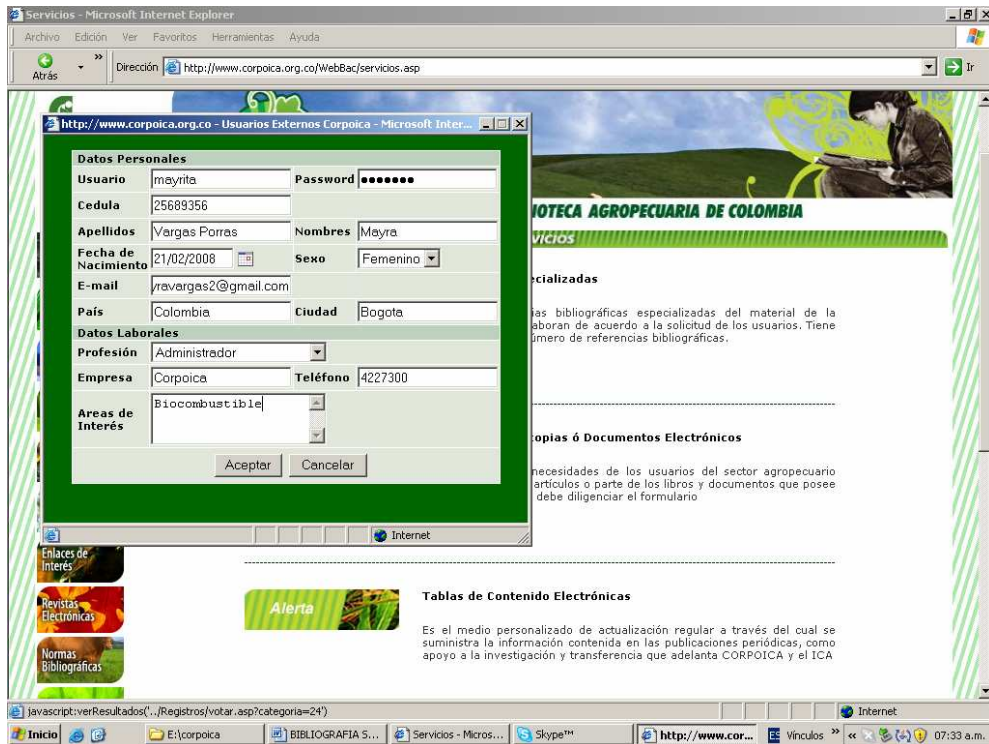 Servicios - Microsoft Internet Explorer
Archivo Edición Ver Favoritos Herramientas Ayuda
Atrás » Dirección http://www.corpoica.org.co/WebBac/servicios.asp Ir
http://www.corpoica.org.co - Usuarios Externos Corpoica - Microsoft Inter...
Datos Personales
Usuario mayrita Password •••••••
Cedula 25689356
Apellidos Vargas Porras Nombres Mayra
Fecha de Nacimiento 21/02/2008 Sexo Femenino
E-mail yravargas2@gmail.com
País Colombia Ciudad Bogota
Datos Laborales
Profesión Administrador
Empresa Corpoica Teléfono 4227300
Areas de Interés Biocombustible
Aceptar Cancelar
Internet
IOTECA AGROPECUARIA DE COLOMBIA
VICIOS
ecializadas
ias bibliográficas especializadas del material de la
aboran de acuerdo a la solicitud de los usuarios. Tiene
úmero de referencias bibliográficas.
opias ó Documentos Electrónicos
necesidades de los usuarios del sector agropecuario
artículos o parte de los libros y documentos que posee
debe diligenciar el formulario
Enlaces de
Interés
Revistas
Electrónicas
Normas
Bibliográficas
Alerta
Tablas de Contenido Electrónicas
Es el medio personalizado de actualización regular a través del cual se
suministra la información contenida en las publicaciones periódicas, como
apoyo a la investigación y transferencia que adelanta CORPOICA y el ICA
javascript:verResultados('../Registros/votar.asp?categoria=24') Internet
Inicio E:\corpoica BIBLIOGRAFIA S... Servicios - Micros... Skype™ http://www.cor... ES Vínculos » « 07:33 a.m.